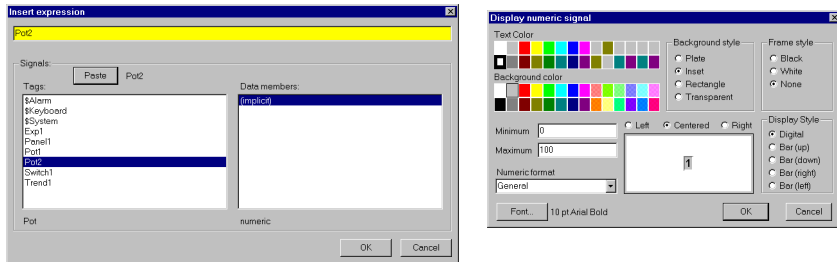 Insert expression
Pot2
Signals:
Paste Pot2
Tags: Data members:
$Alarm (implicit)
$Keyboard
$System
Exp1
Panel1
Pot1
Pot2
Switch1
Trend1
Pot numeric
OK Cancel
Display numeric signal
Text Color
Background style
Plate
Inset
Rectangle
Transparent
Frame style
Black
White
None
Background color
Minimum 0
Maximum 100
Numeric format
General
Left Centered Right
1
Display Style
Digital
Bar (up)
Bar (down)
Bar (right)
Bar (left)
Font... 10 pt Arial Bold
OK Cancel